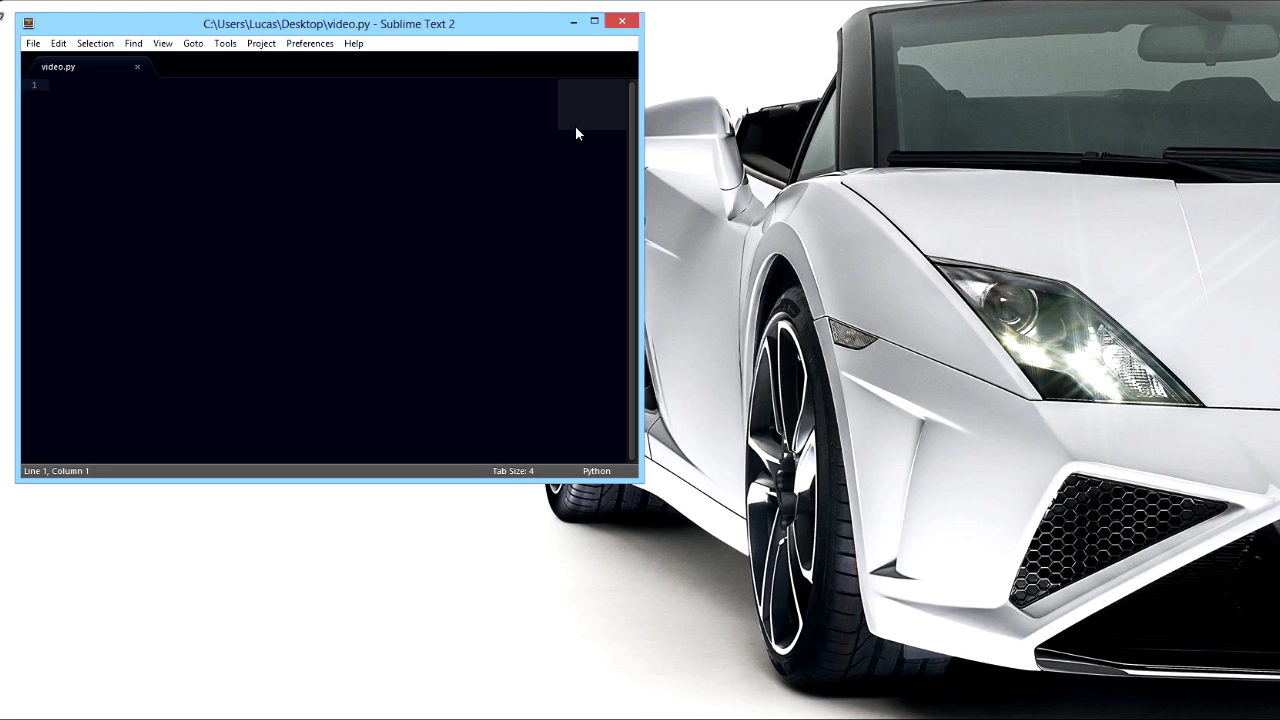 C:\Users\Lucas\Desktop\video.py - Sublime Text 2
File Edit Selection Find View Goto Tools Project Preferences Help
video.py
1
Line 1, Column 1 Tab Size: 4 Python